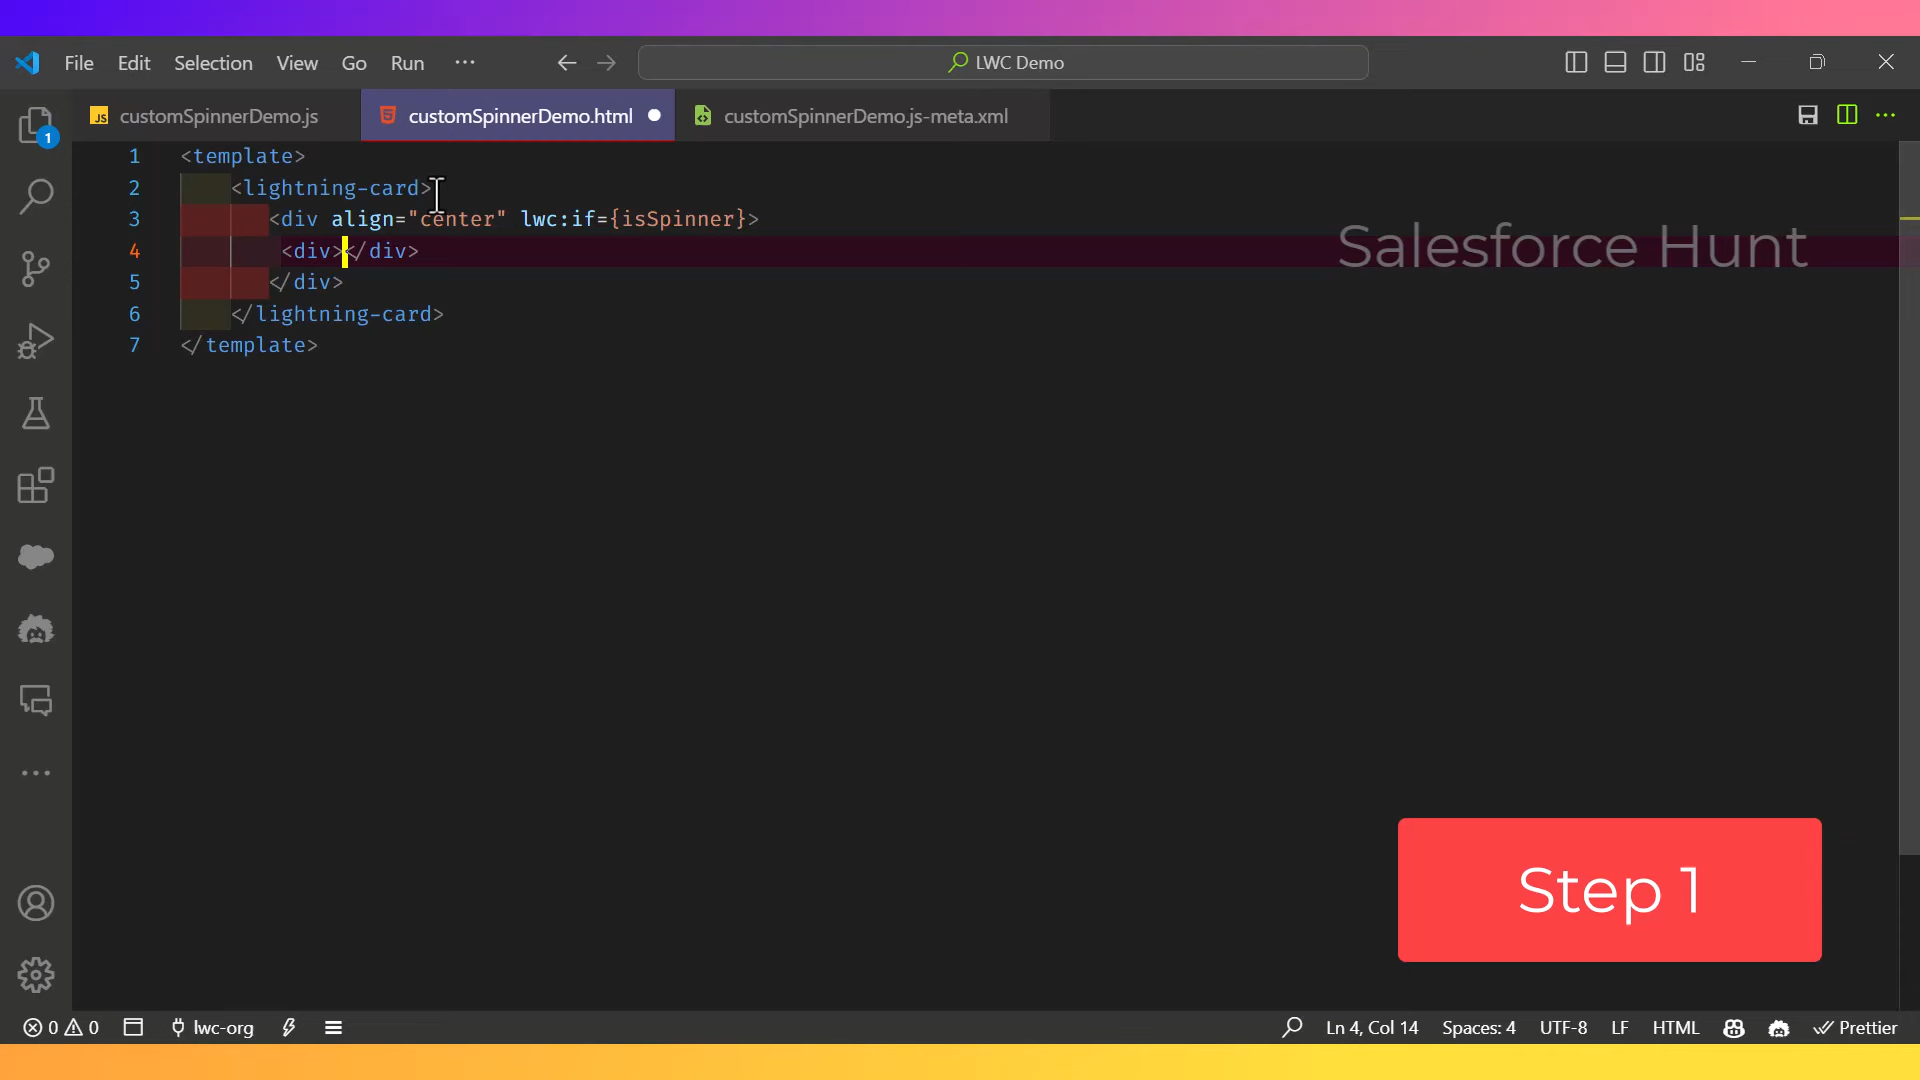 File Edit Selection View Go Run ··· LWC Demo
customSpinnerDemo.js customSpinnerDemo.html customSpinnerDemo.js-meta.xml
1 <template>
2 <lightning-card>
3 <div align="center" lwc:if={isSpinner}>
4 <div></div>
5 </div>
6 </lightning-card>
7 </template>
Salesforce Hunt
1
JS
Step 1
0 0 lwc-org Ln 4, Col 14 Spaces: 4 UTF-8 LF HTML Prettier